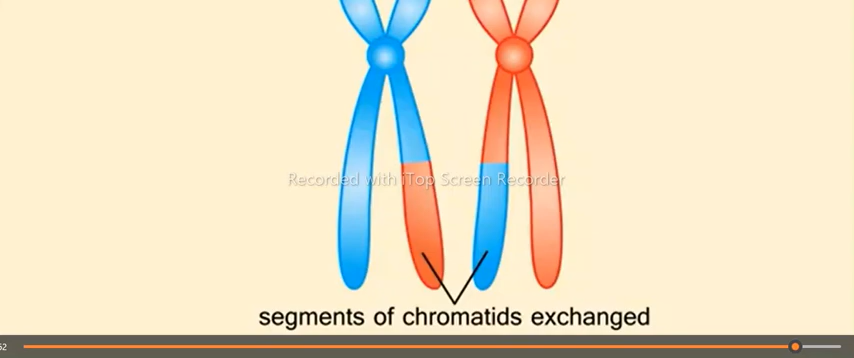 Recorded with iTop Screen Recorder
segments of chromatids exchanged